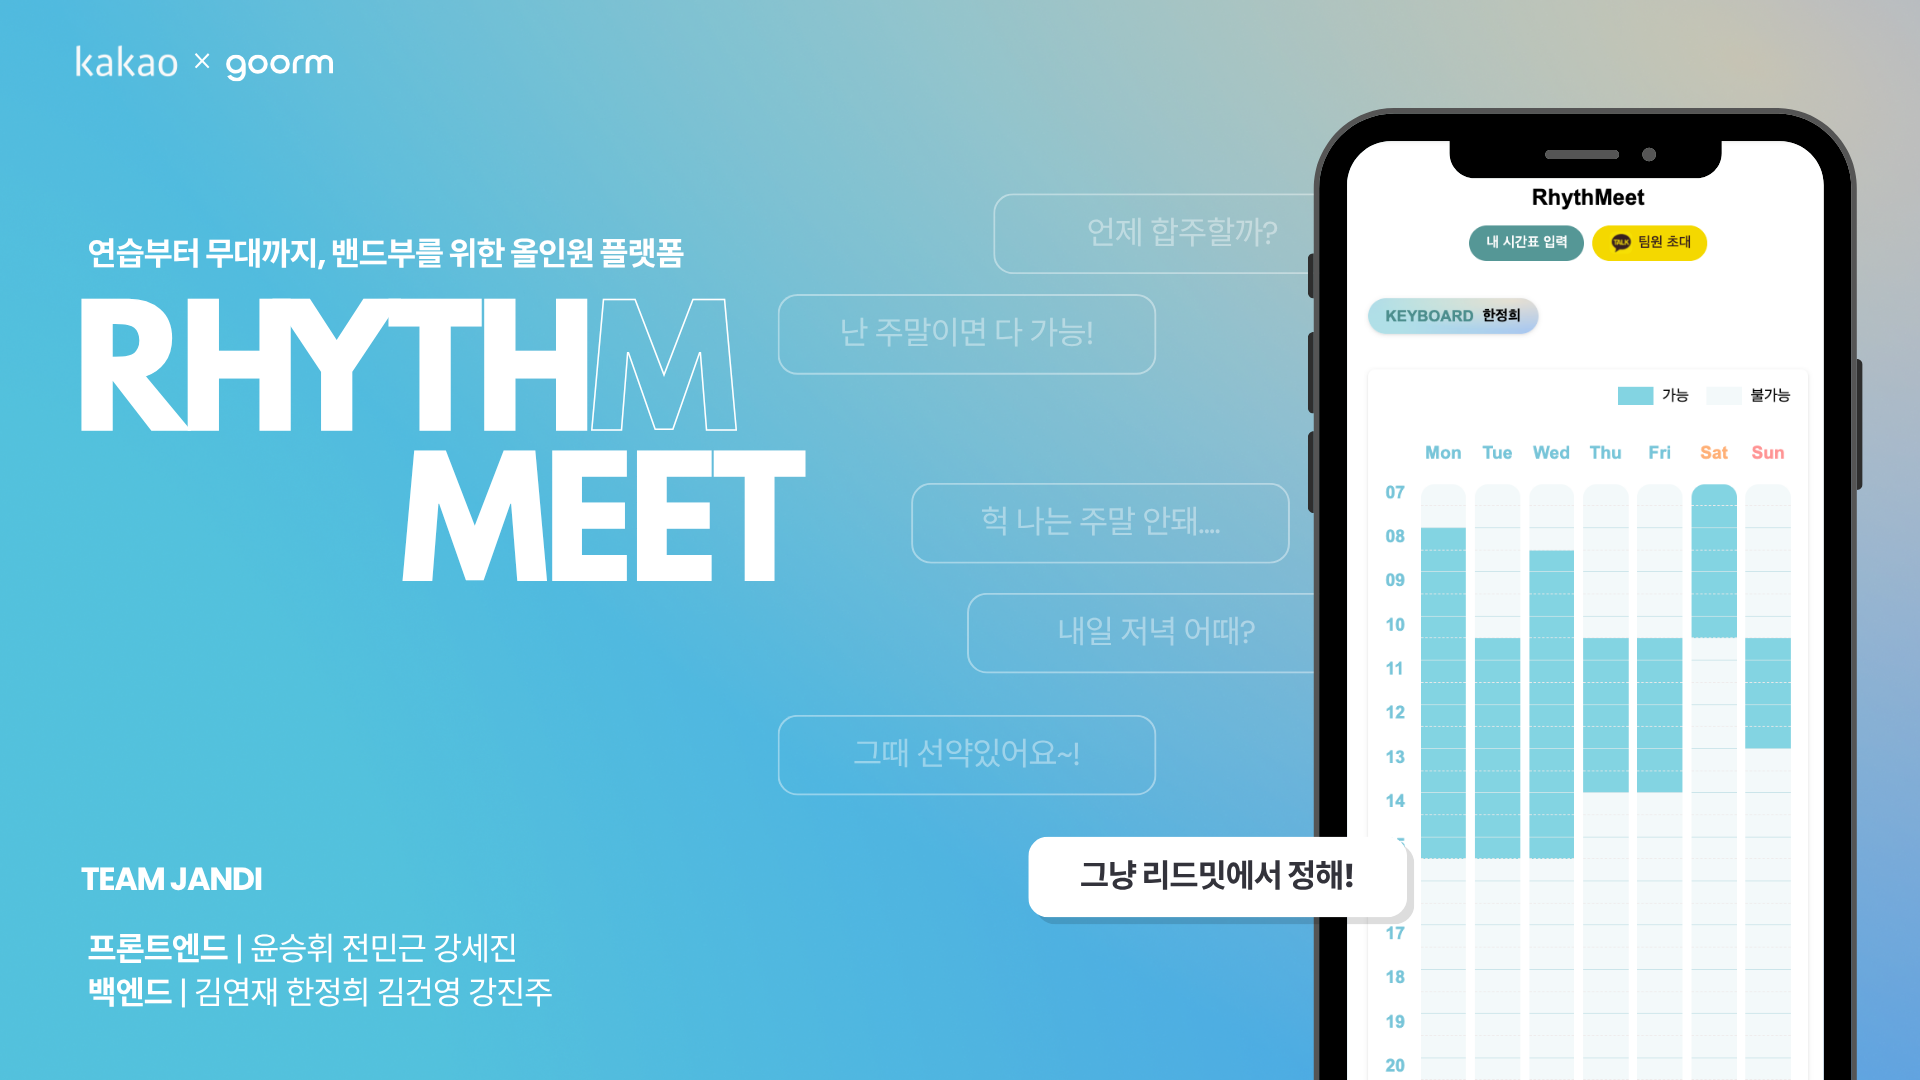 kakao × goorm
연습부터 무대까지, 밴드부를 위한 올인원 플랫폼
RHYTHM
MEET
언제 합주할까?
난 주말이면 다 가능!
헉 나는 주말 안돼....
내일 저녁 어때?
그때 선약있어요~!
그냥 리드밋에서 정해!
TEAM JANDI
프론트엔드 | 윤승휘 전민근 강세진
백엔드 | 김연재 한정희 김건영 강진주
RhythMeet
내 시간표 입력 TALK 팀원 초대
KEYBOARD 한정희
가능 불가능
Mon Tue Wed Thu Fri Sat Sun
07
08
09
10
11
12
13
14
17
18
19
20